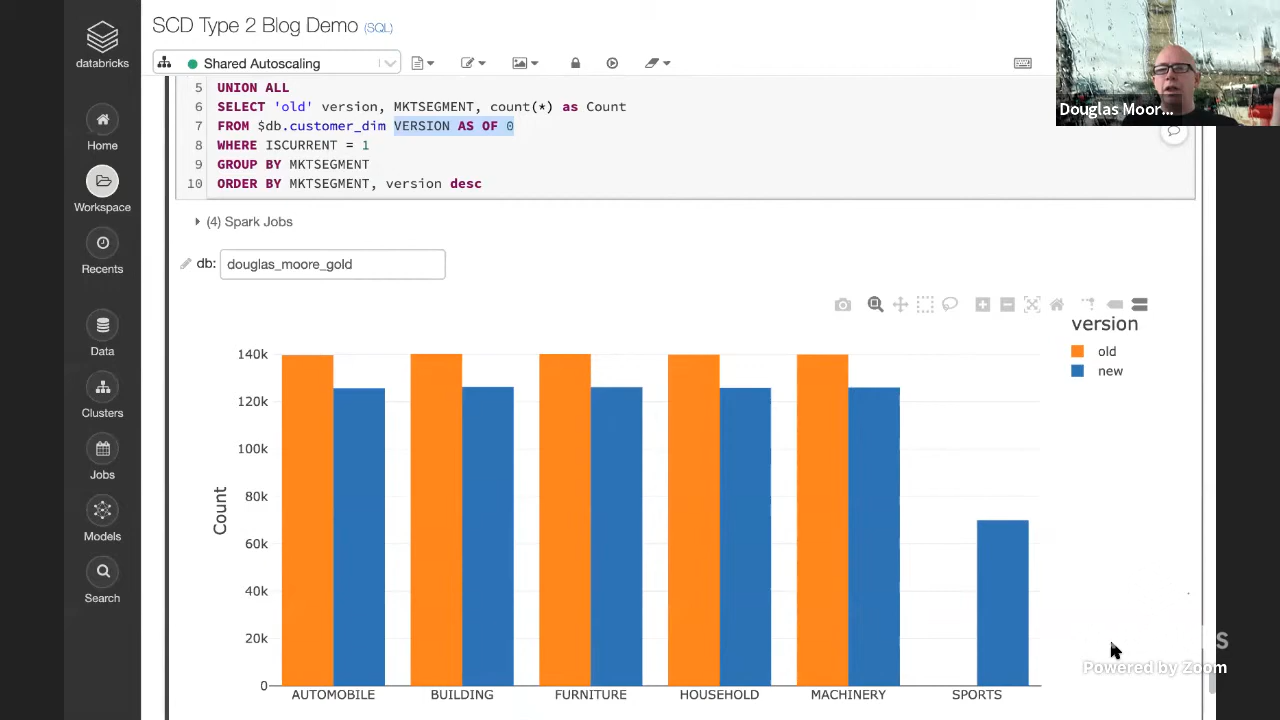 SCD Type 2 Blog Demo (SQL)
databricks
Shared Autoscaling
Douglas Moor...
5 UNION ALL
6 SELECT 'old' version, MKTSEGMENT, count(*) as Count
7 FROM $db.customer_dim VERSION AS OF 0
8 WHERE ISCURRENT = 1
9 GROUP BY MKTSEGMENT
10 ORDER BY MKTSEGMENT, version desc
Home
Workspace
Recents
Data
Clusters
Jobs
Models
Search
(4) Spark Jobs
db: douglas_moore_gold
version
old
new
140k
120k
100k
80k
60k
40k
20k
0
Count
AUTOMOBILE BUILDING FURNITURE HOUSEHOLD MACHINERY SPORTS
Powered by Zoom